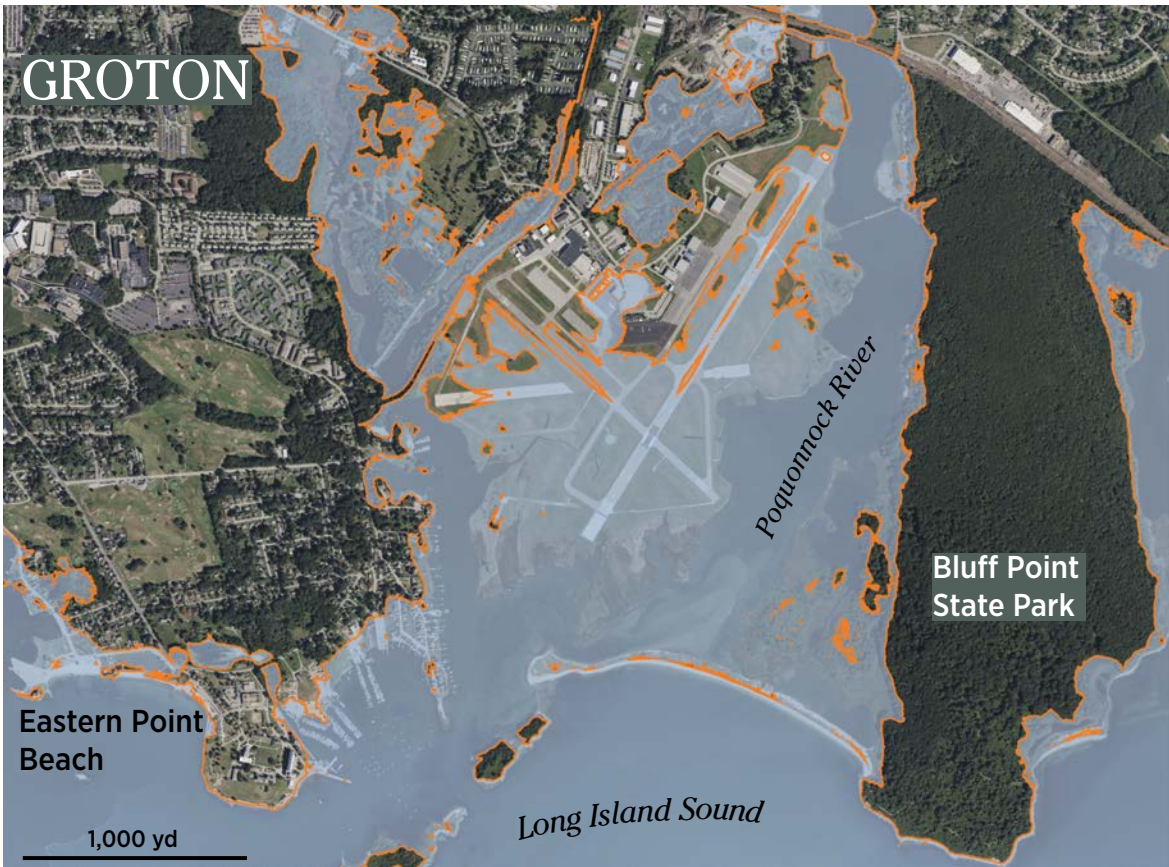 GROTON
Poquonnock River
Bluff Point
State Park
Eastern Point
Beach
Long Island Sound
1,000 yd